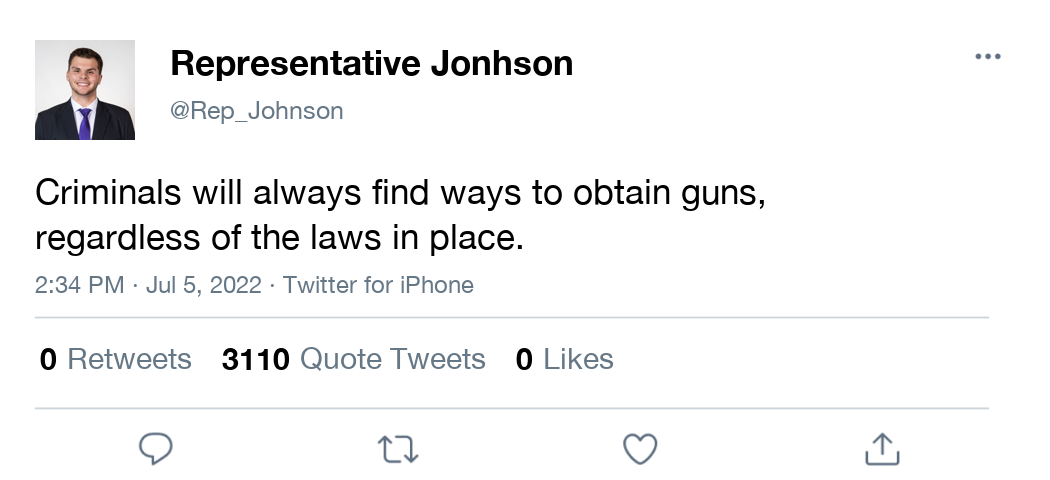 Representative Jonhson
@Rep_Johnson
Criminals will always find ways to obtain guns,
regardless of the laws in place.
2:34 PM · Jul 5, 2022 · Twitter for iPhone
0 Retweets 3110 Quote Tweets 0 Likes